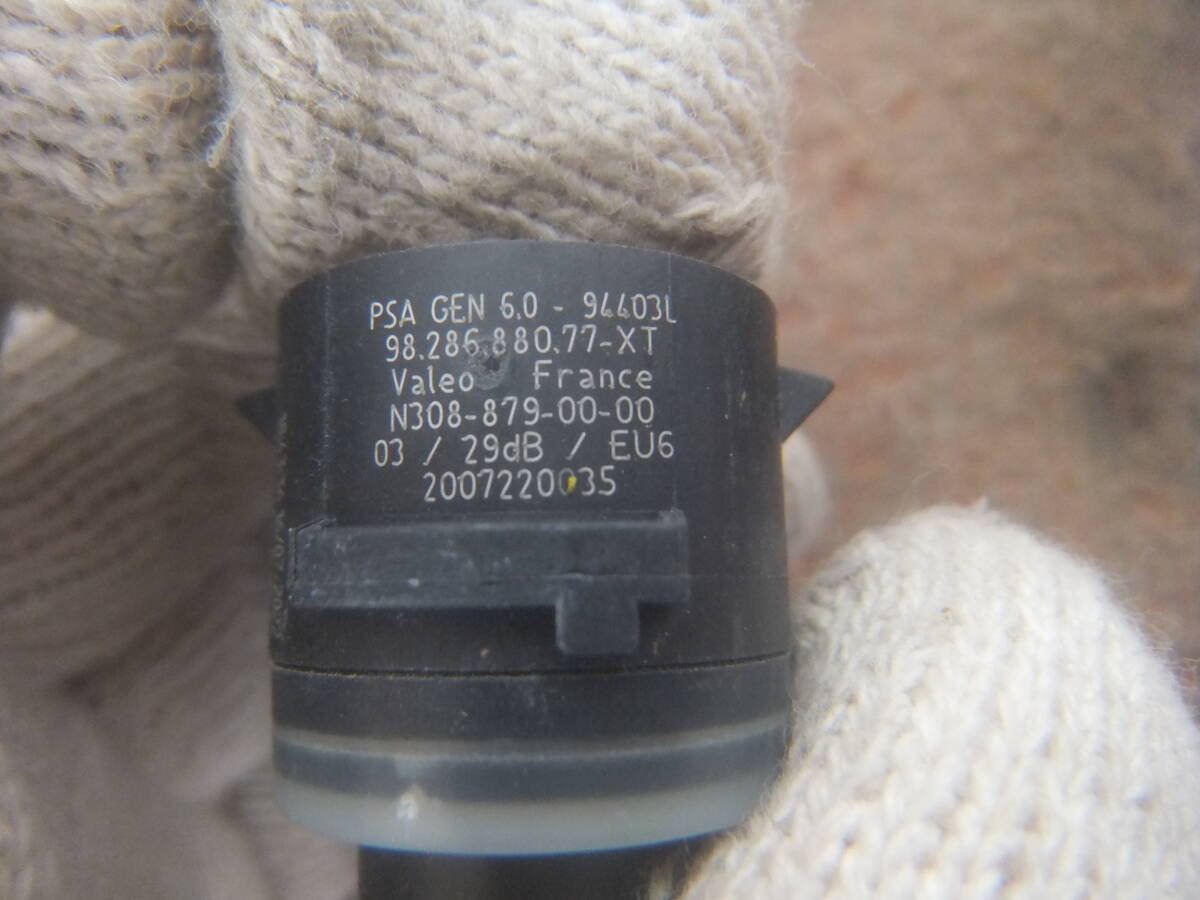 PSA GEN 6.0 - 94403L
98.286.880.77-XT
Valeo France
N308-879-00-00
03 / 29dB / EU6
2007220035